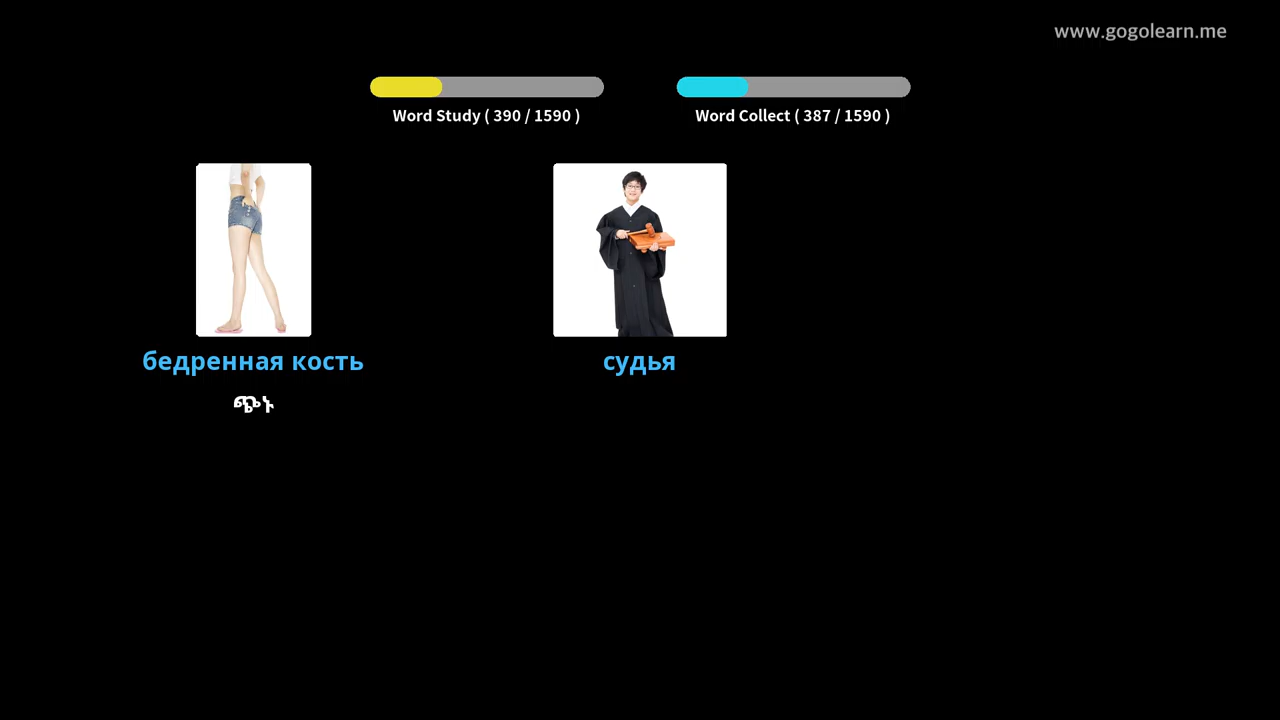 www.gogolearn.me
Word Study ( 390 / 1590 )
Word Collect ( 387 / 1590 )
бедренная кость
судья
ጭኑ